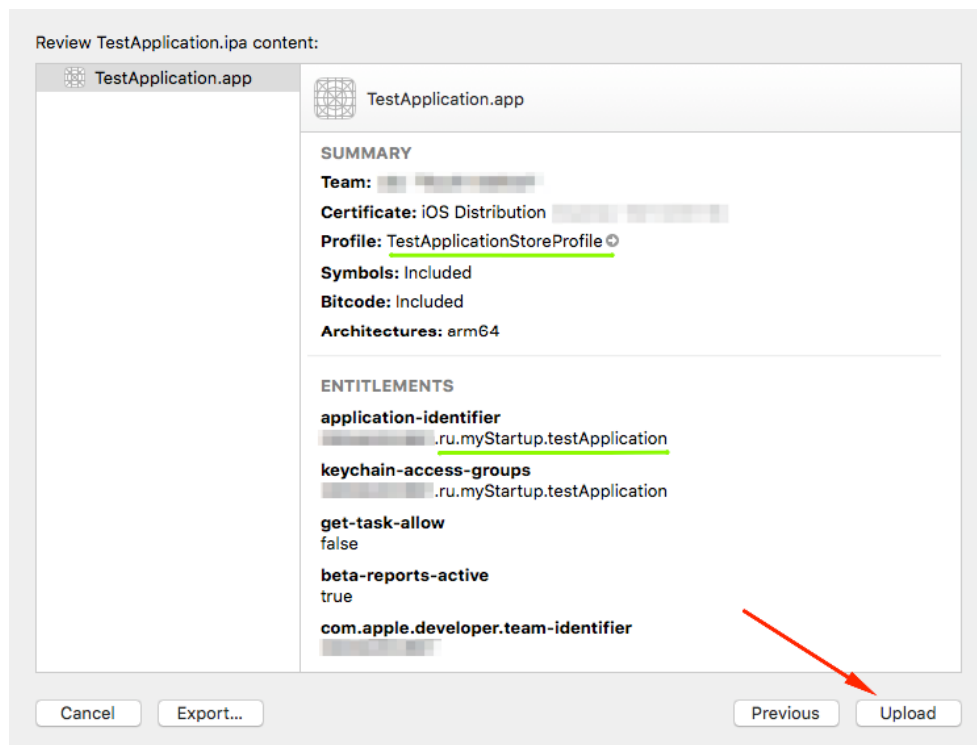 Review TestApplication.ipa content:
TestApplication.app
TestApplication.app
SUMMARY
Team:
Certificate: iOS Distribution
Profile: TestApplicationStoreProfile
Symbols: Included
Bitcode: Included
Architectures: arm64
ENTITLEMENTS
application-identifier
.ru.myStartup.testApplication
keychain-access-groups
.ru.myStartup.testApplication
get-task-allow
false
beta-reports-active
true
com.apple.developer.team-identifier
Cancel Export... Previous Upload